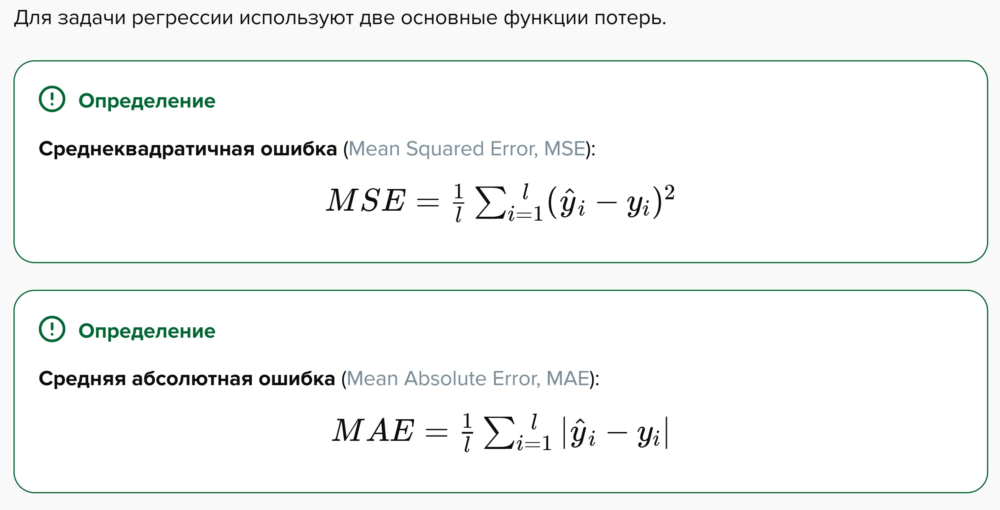 Для задачи регрессии используют две основные функции потерь.
Определение
Среднеквадратичная ошибка (Mean Squared Error, MSE):
$MSE = \frac{1}{l} \sum_{i=1}^{l} (\hat{y}_i - y_i)^2$
Определение
Средняя абсолютная ошибка (Mean Absolute Error, MAE):
$MAE = \frac{1}{l} \sum_{i=1}^{l} |\hat{y}_i - y_i|$